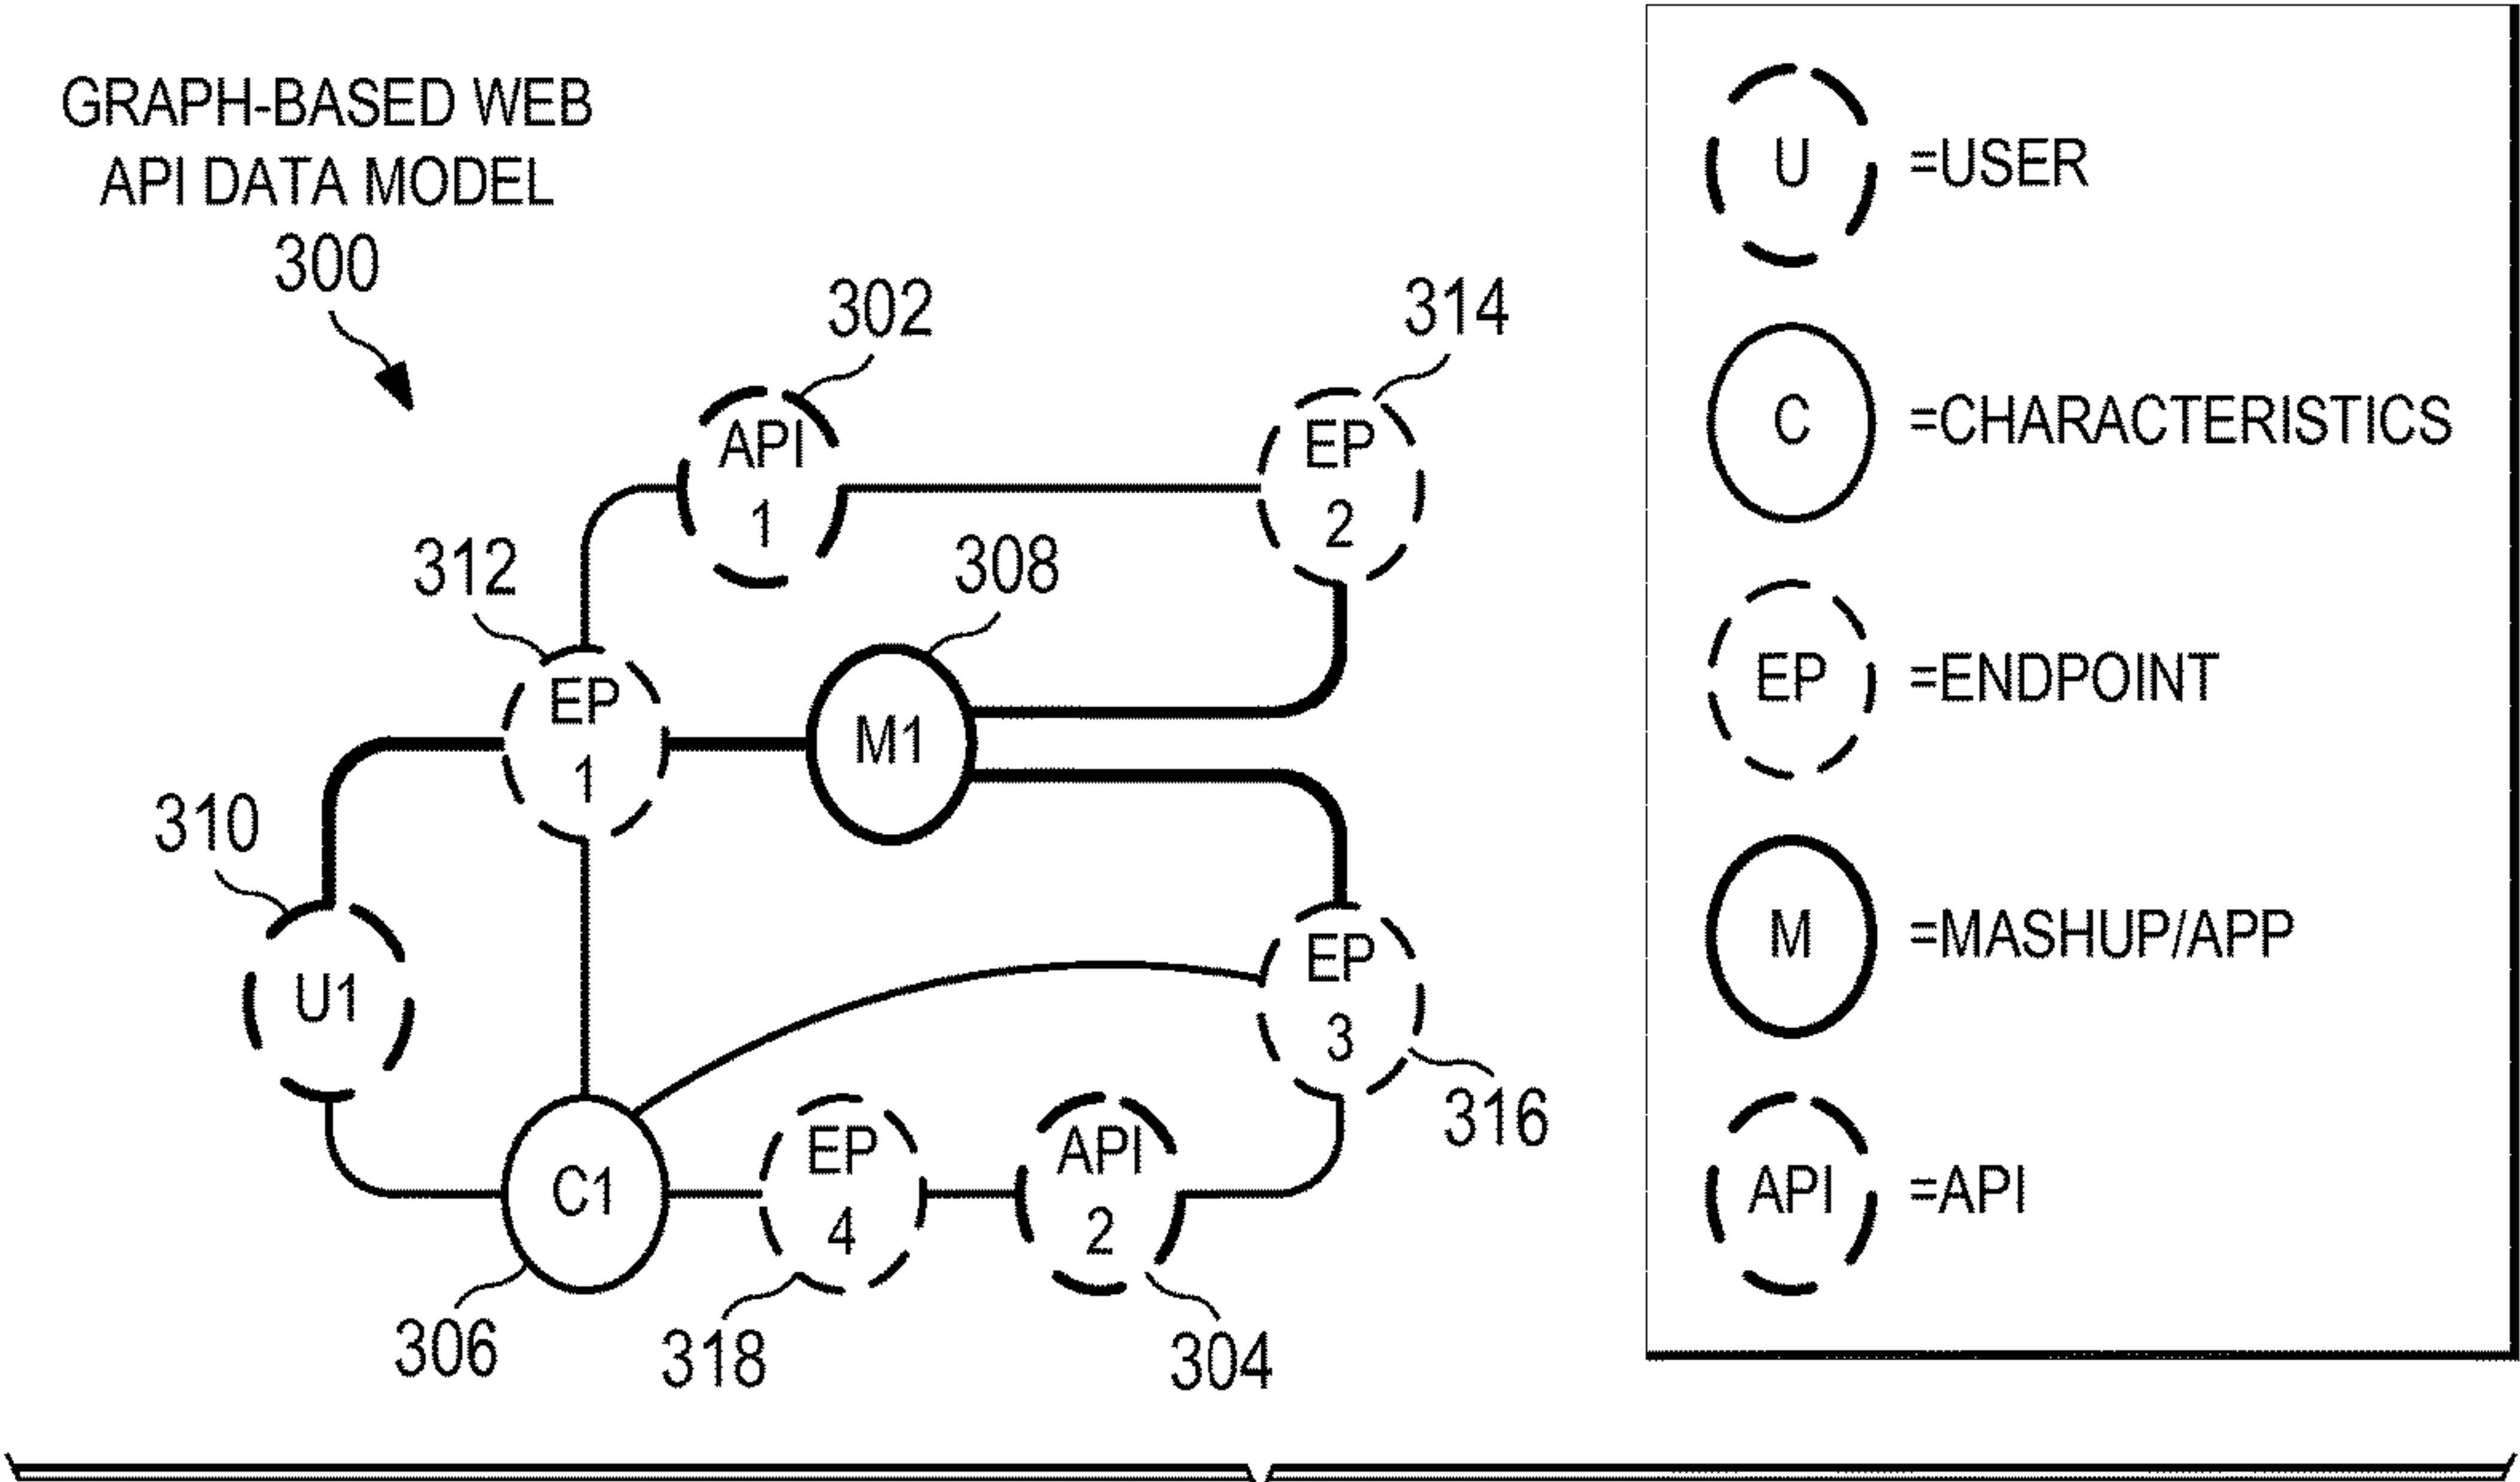 GRAPH-BASED WEB
API DATA MODEL
300
302
314
API
1
EP
2
312
308
EP
1
M1
310
U1
EP
3
316
C1
EP
4
API
2
306
318
304
U =USER
C =CHARACTERISTICS
EP =ENDPOINT
M =MASHUP/APP
API =API